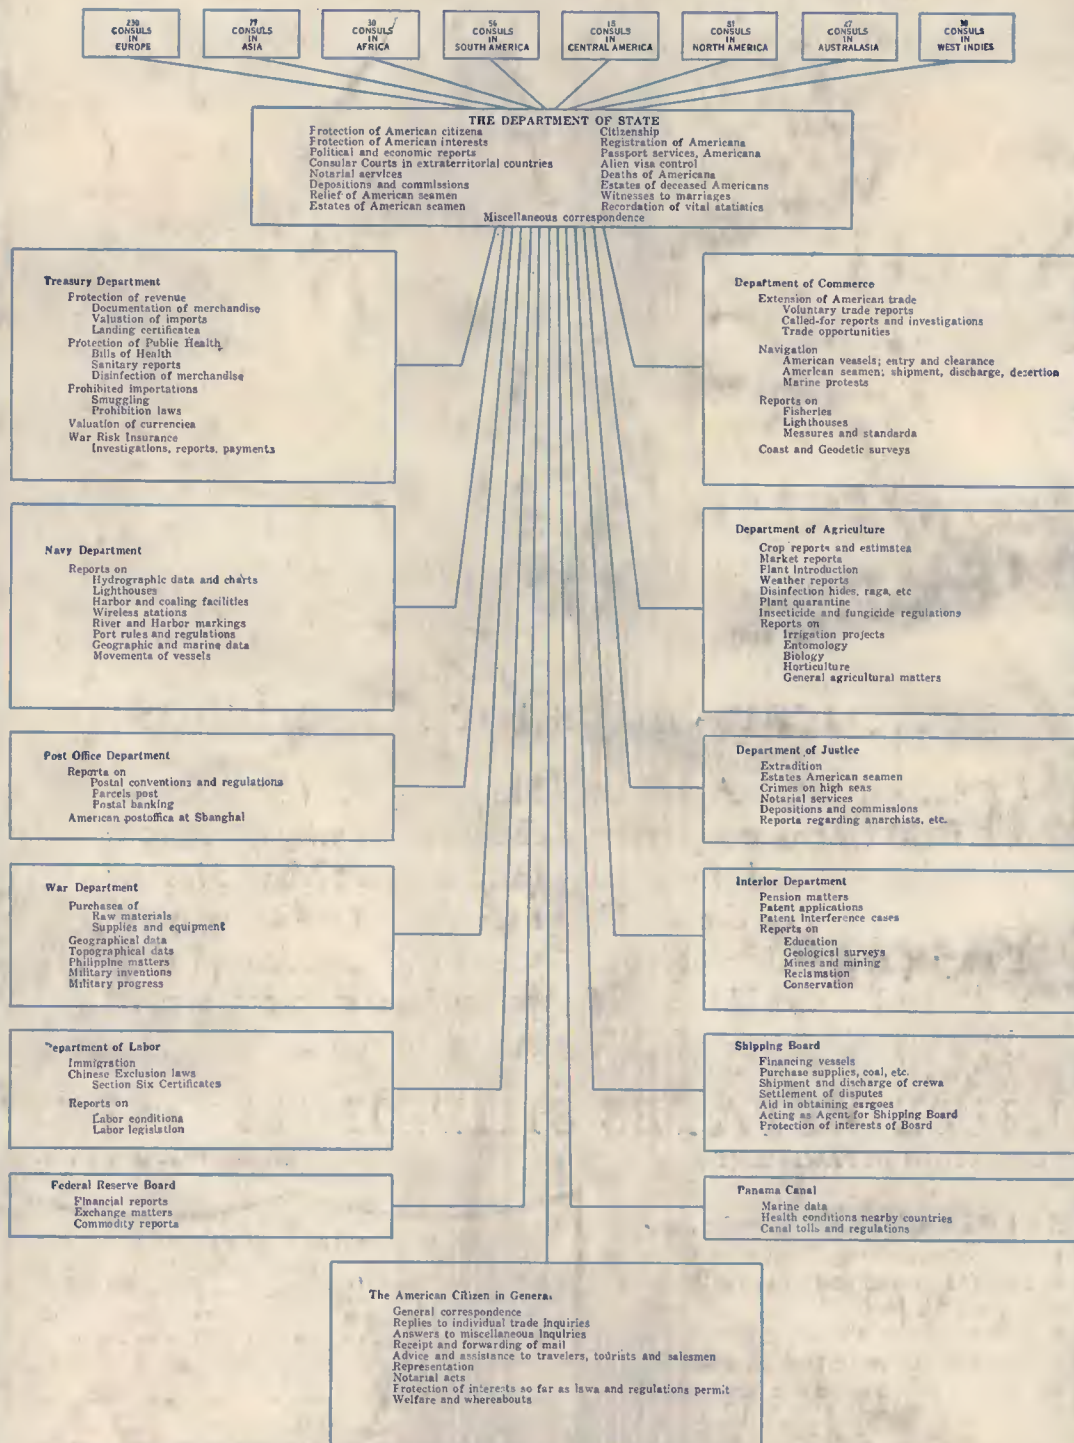 230
CONSULS
IN
EUROPE
79
CONSULS
IN
ASIA
30
CONSULS
IN
AFRICA
56
CONSULS
IN
SOUTH AMERICA
15
CONSULS
IN
CENTRAL AMERICA
81
CONSULS
IN
NORTH AMERICA
CONSULS
IN
AUSTRALASIA
CONSULS
IN
WEST INDIES
THE DEPARTMENT OF STATE
Protection of American citizens
Protection of American interests
Political and economic reports
Consular Courts in extraterritorial countries
Notarial services
Depositions and commissions
Relief of American seamen
Estates of American seamen
Citizenship
Registration of Americans
Passport services, Americans
Alien visa control
Deaths of Americans
Estates of deceased Americans
Witnesses to marriages
Recordation of vital statistics
Miscellaneous correspondence
Treasury Department
Protection of revenue
Documentation of merchandise
Valuation of imports
Landing certificates
Protection of Public Health
Bills of Health
Sanitary reports
Disinfection of merchandise
Prohibited importations
Smuggling
Prohibition laws
Valuation of currencies
War Risk Insurance
Investigations, reports, payments
Department of Commerce
Extension of American trade
Voluntary trade reports
Called-for reports and investigations
Trade opportunities
Navigation
American vessels; entry and clearance
American seamen; shipment, discharge, desertion
Marine protests
Reports on
Fisheries
Lighthouses
Measures and standards
Coast and Geodetic surveys
Navy Department
Reports on
Hydrographic data and charts
Lighthouses
Harbor and coaling facilities
Wireless stations
River and Harbor markings
Port rules and regulations
Geographic and marine data
Movements of vessels
Department of Agriculture
Crop reports and estimates
Market reports
Plant Introduction
Weather reports
Disinfection hides, rags, etc
Plant quarantine
Insecticide and fungicide regulations
Reports on
Irrigation projects
Entomology
Biology
Horticulture
General agricultural matters
Post Office Department
Reports on
Postal conventions and regulations
Parcels post
Postal banking
American postoffice at Shanghai
Department of Justice
Extradition
Estates American seamen
Crimes on high seas
Notarial services
Depositions and commissions
Reports regarding anarchists, etc.
War Department
Purchases of
Raw materials
Supplies and equipment
Geographical data
Topographical data
Philippine matters
Military inventions
Military progress
Interior Department
Pension matters
Patent applications
Patent Interference cases
Reports on
Education
Geological surveys
Mines and mining
Reclamation
Conservation
Department of Labor
Immigration
Chinese Exclusion laws
Section Six Certificates
Reports on
Labor conditions
Labor legislation
Shipping Board
Financing vessels
Purchase supplies, coal, etc.
Shipment and discharge of crews
Settlement of disputes
Aid in obtaining cargoes
Acting as Agent for Shipping Board
Protection of interests of Board
Federal Reserve Board
Financial reports
Exchange matters
Commodity reports
Panama Canal
Marine data
Health conditions nearby countries
Canal tolls and regulations
The American Citizen in General
General correspondence
Replies to individual trade Inquiries
Answers to miscellaneous Inquiries
Receipt and forwarding of mail
Advice and assistance to travelers, tourists and salesmen
Representation
Notarial acts
Protection of interests so far as laws and regulations permit
Welfare and whereabouts